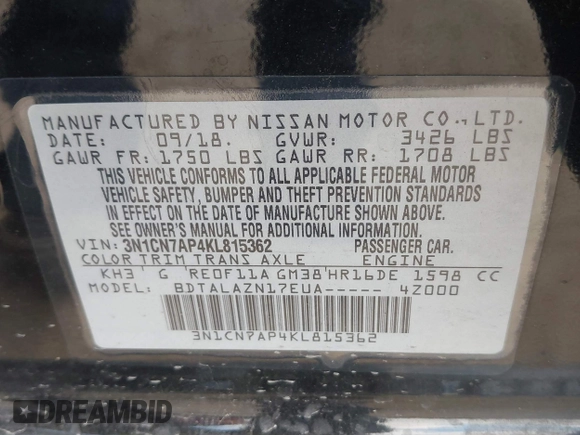 MANUFACTURED BY NISSAN MOTOR CO.,LTD.
DATE: 09/18. GVWR: 3426 LBS
GAWR FR: 1750 LBS GAWR RR: 1708 LBS
THIS VEHICLE CONFORMS TO ALL APPLICABLE FEDERAL MOTOR
VEHICLE SAFETY, BUMPER AND THEFT PREVENTION STANDARDS
IN EFFECT ON THE DATE OF MANUFACTURE SHOWN ABOVE.
SEE OWNER'S MANUAL FOR ADDITIONAL INFORMATION.
VIN: 3N1CN7AP4KL815362 PASSENGER CAR.
COLOR TRIM TRANS AXLE ENGINE
KH3 G RE0F11A GM38 HR16DE 1598 CC
MODEL: BDTALAZN17EUA----- 4Z000
3N1CN7AP4KL815362
DREAMBID